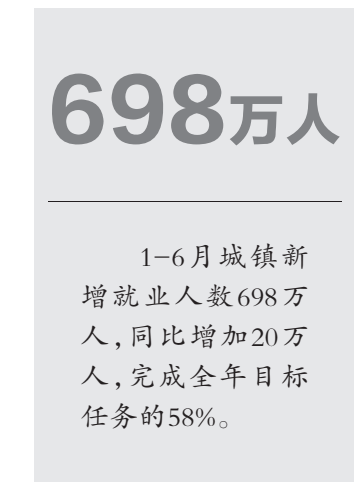 698万人
1-6月城镇新
增就业人数698万
人,同比增加20万
人,完成全年目标
任务的58%。